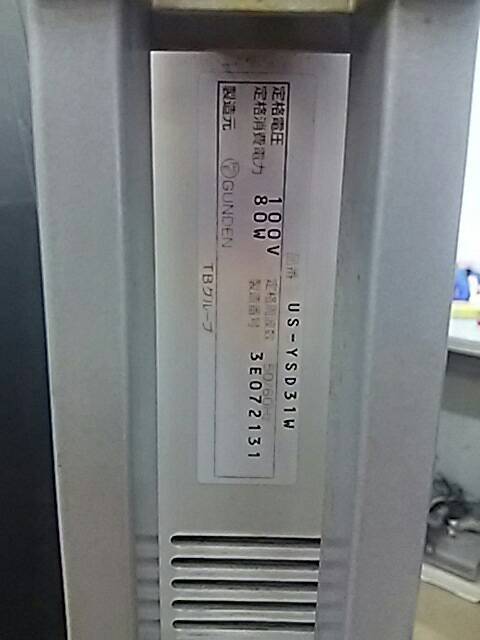 品番 US-YSD31W
定格電圧 100V 定格周波数 50/60Hz
定格消費電力 80W 製造番号 3E072131
製造元 GUNDEN
TBグループ